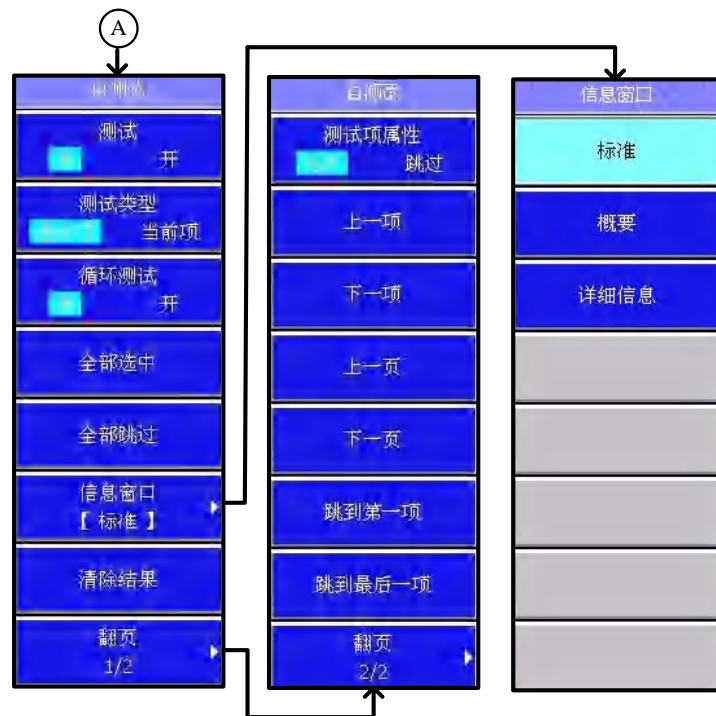 A
自测试
测试
开
测试类型
当前项
循环测试
开
全部选中
全部跳过
信息窗口
【 标准 】
清除结果
翻页
1/2
自测试
测试项属性
跳过
上一项
下一项
上一页
下一页
跳到第一项
跳到最后一项
翻页
2/2
信息窗口
标准
概要
详细信息